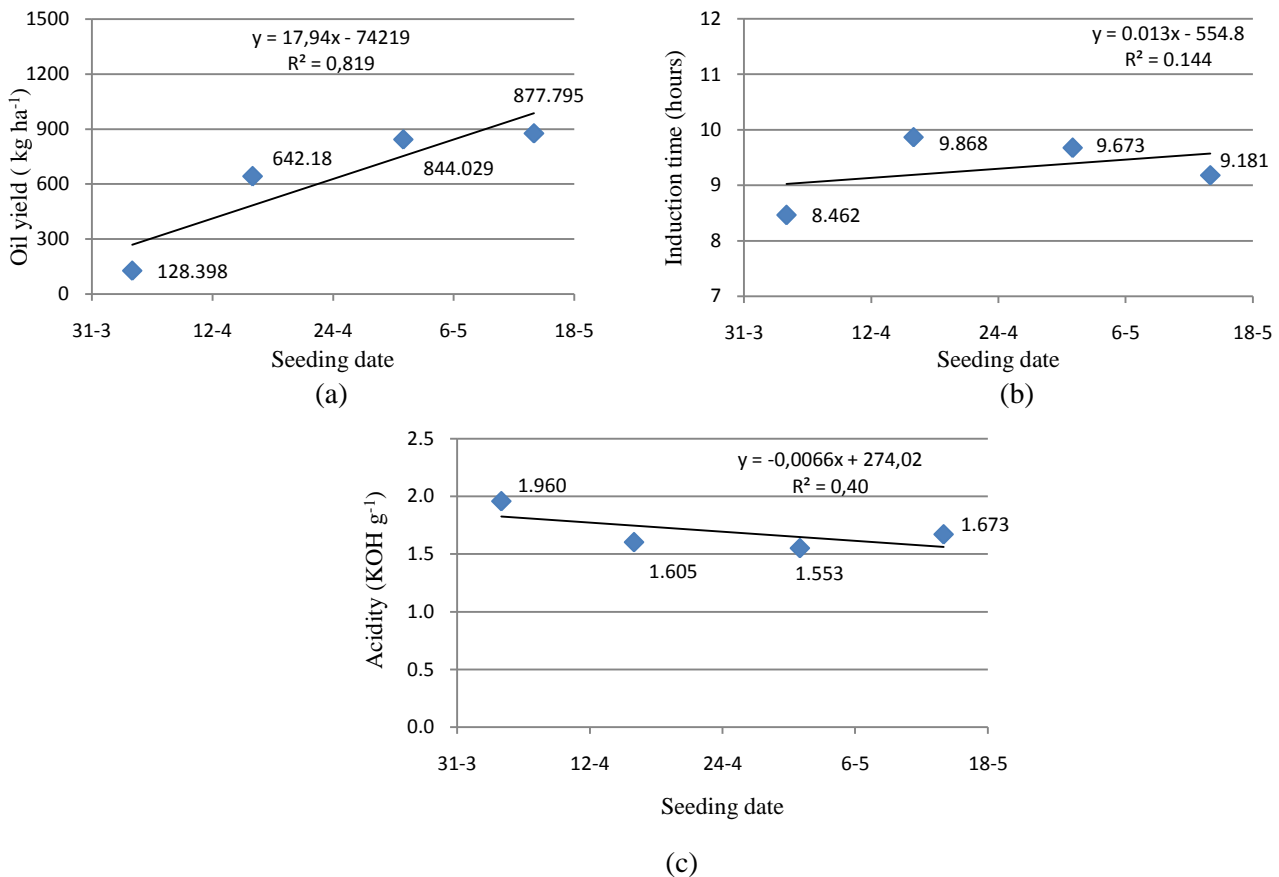 1500
1200
900
600
300
0
Oil yield ( kg ha⁻¹)
y = 17,94x - 74219
R² = 0,819
877.795
642.18
844.029
128.398
31-3 12-4 24-4 6-5 18-5
Seeding date
(a)
12
11
10
9
8
7
Induction time (hours)
y = 0.013x - 554.8
R² = 0.144
9.868
9.673
9.181
8.462
31-3 12-4 24-4 6-5 18-5
Seeding date
(b)
2.5
2.0
1.5
1.0
0.5
0.0
Acidity (KOH g⁻¹)
y = -0,0066x + 274,02
R² = 0,40
1.960
1.673
1.605
1.553
31-3 12-4 24-4 6-5 18-5
Seeding date
(c)